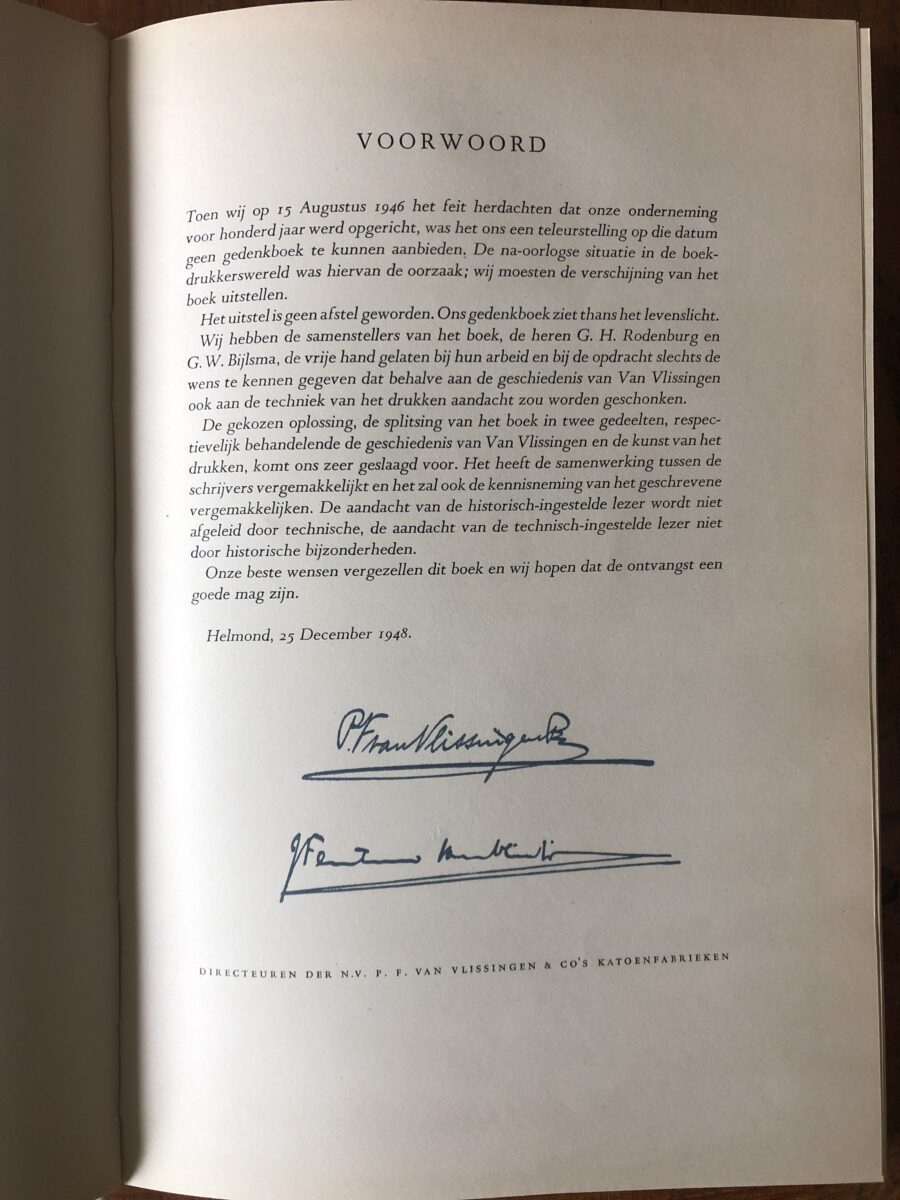 VOORWOORD
Toen wij op 15 Augustus 1946 het feit herdachten dat onze onderneming
voor honderd jaar werd opgericht, was het ons een teleurstelling op die datum
geen gedenkboek te kunnen aanbieden. De na-oorlogse situatie in de boek-
drukkerswereld was hiervan de oorzaak; wij moesten de verschijning van het
boek uitstellen.
Het uitstel is geen afstel geworden. Ons gedenkboek ziet thans het levenslicht.
Wij hebben de samenstellers van het boek, de heren G. H. Rodenburg en
G. W. Bijlsma, de vrije hand gelaten bij hun arbeid en bij de opdracht slechts de
wens te kennen gegeven dat behalve aan de geschiedenis van Van Vlissingen
ook aan de techniek van het drukken aandacht zou worden geschonken.
De gekozen oplossing, de splitsing van het boek in twee gedeelten, respec-
tievelijk behandelende de geschiedenis van Van Vlissingen en de kunst van het
drukken, komt ons zeer geslaagd voor. Het heeft de samenwerking tussen de
schrijvers vergemakkelijkt en het zal ook de kennisneming van het geschrevene
vergemakkelijken. De aandacht van de historisch-ingestelde lezer wordt niet
afgeleid door technische, de aandacht van de technisch-ingestelde lezer niet
door historische bijzonderheden.
Onze beste wensen vergezellen dit boek en wij hopen dat de ontvangst een
goede mag zijn.
Helmond, 25 December 1948.
P.F. van Vlissingen
DIRECTEUREN DER N.V. P. F. VAN VLISSINGEN & CO'S KATOENFABRIEKEN